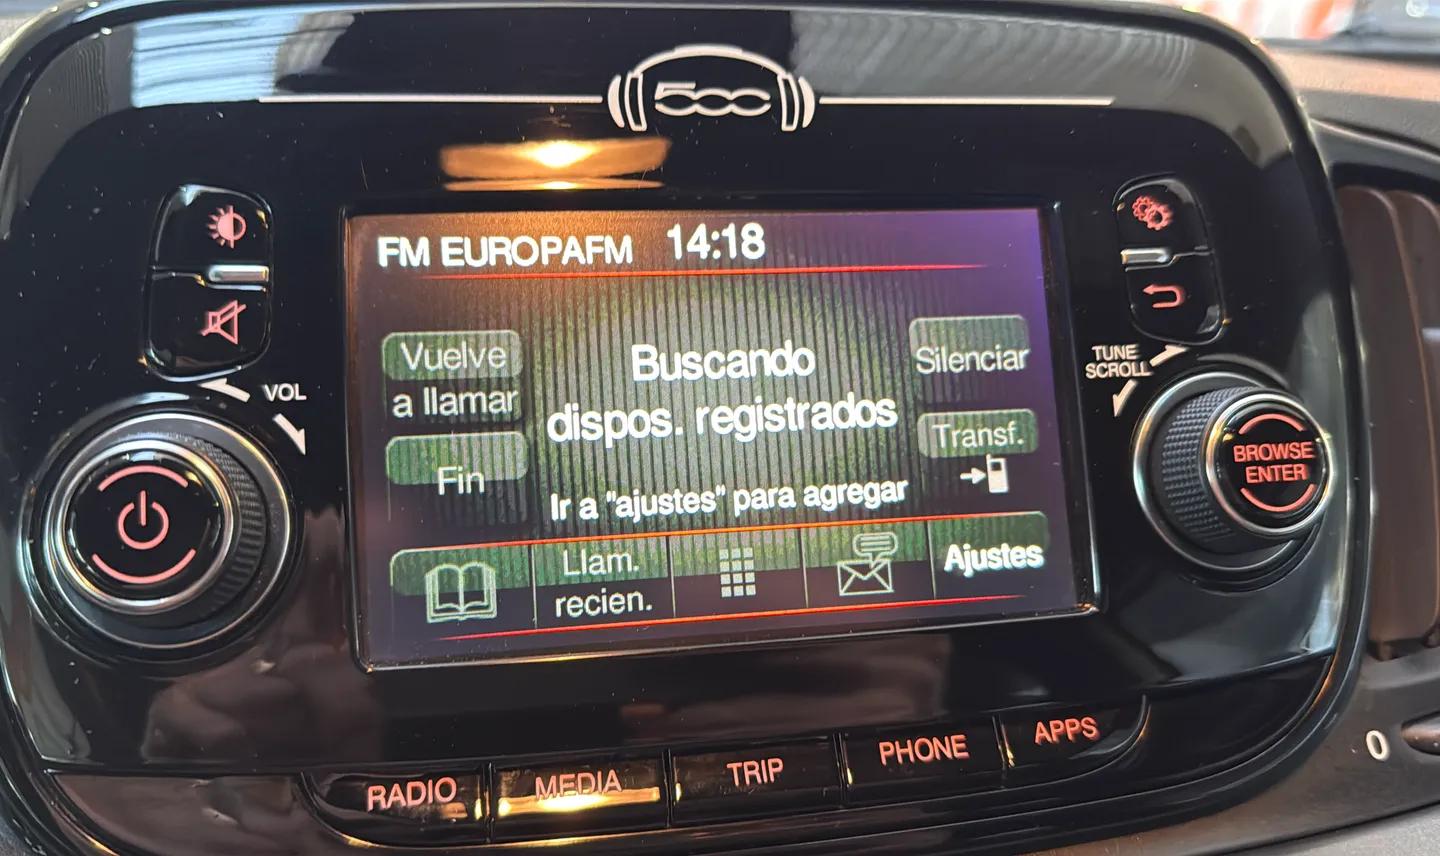 500
FM EUROPAFM 14:18
Vuelve
a llamar
Fin
Buscando
dispos. registrados
Ir a "ajustes" para agregar
Silenciar
Transf.
Llam.
recien.
Ajustes
VOL
TUNE
SCROLL
BROWSE
ENTER
RADIO
MEDIA
TRIP
PHONE
APPS
0